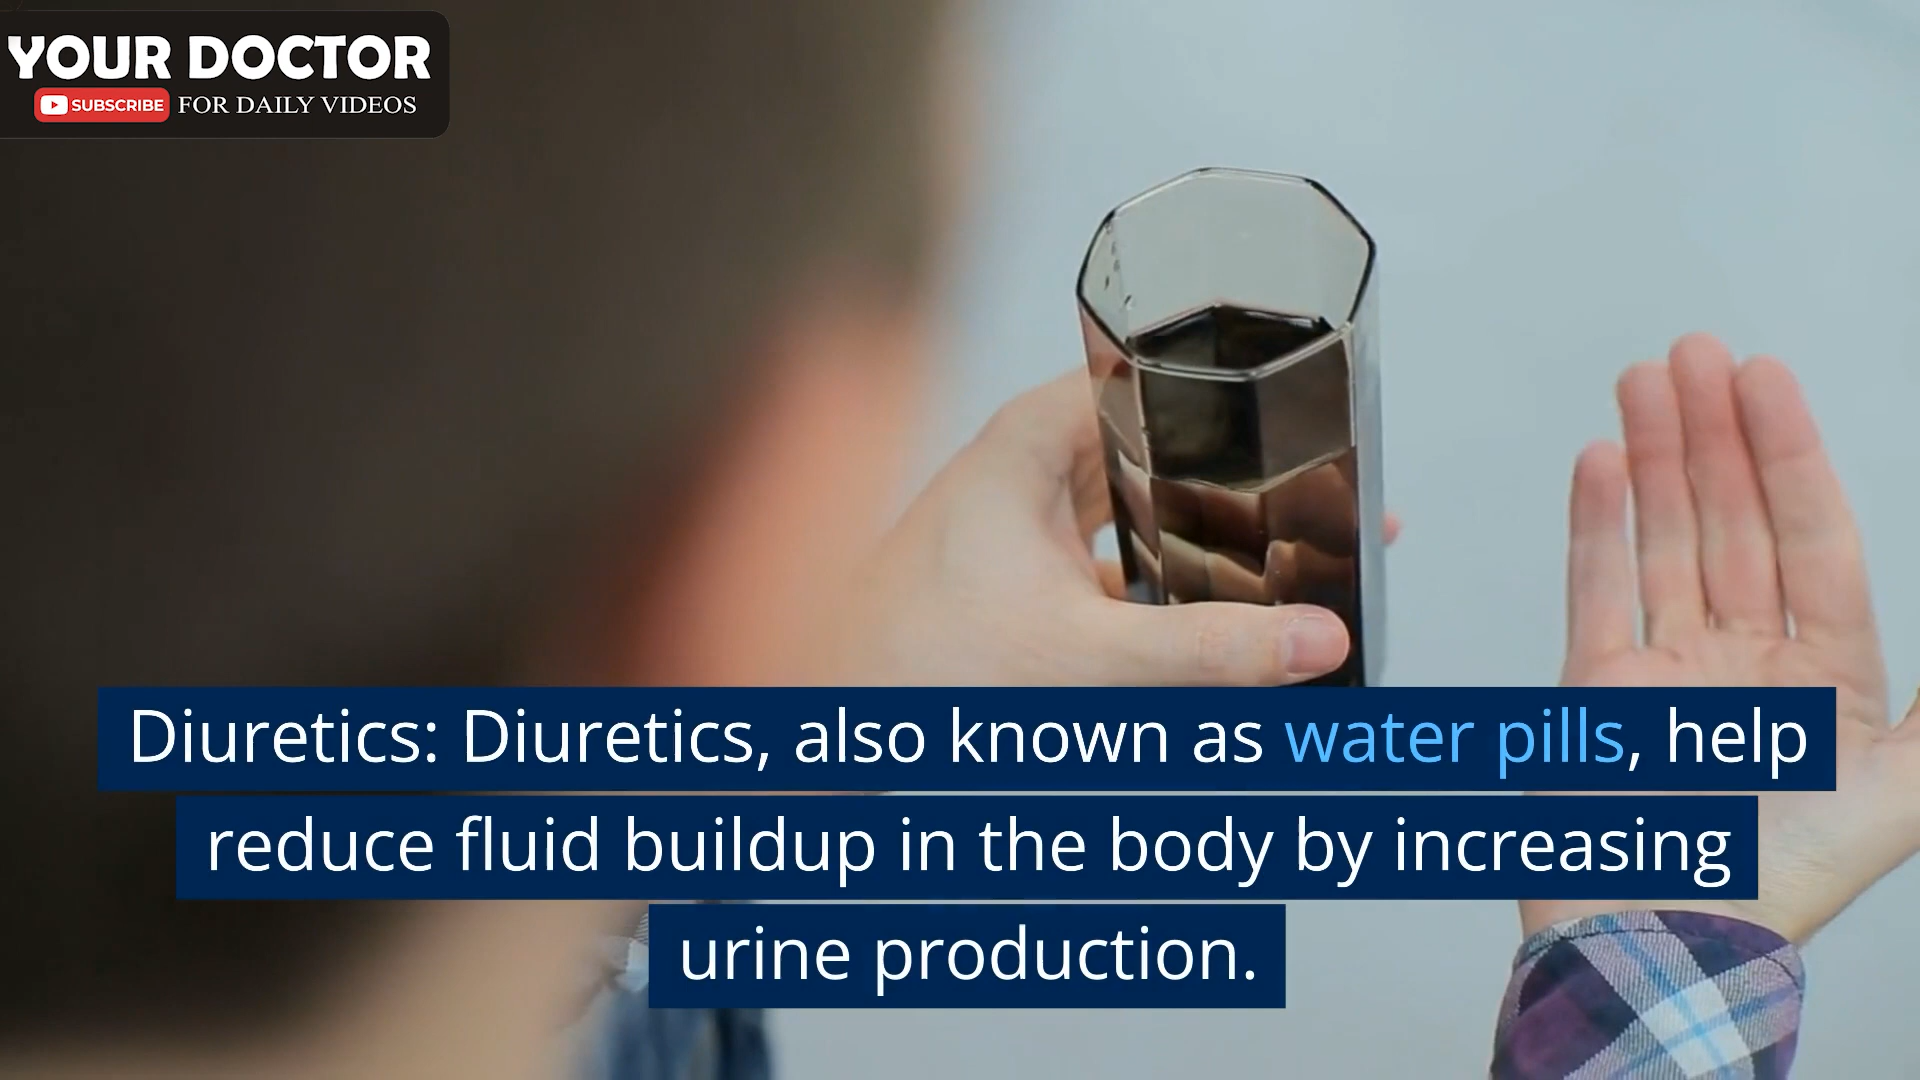 YOUR DOCTOR
SUBSCRIBE FOR DAILY VIDEOS
Diuretics: Diuretics, also known as water pills, help
reduce fluid buildup in the body by increasing
urine production.